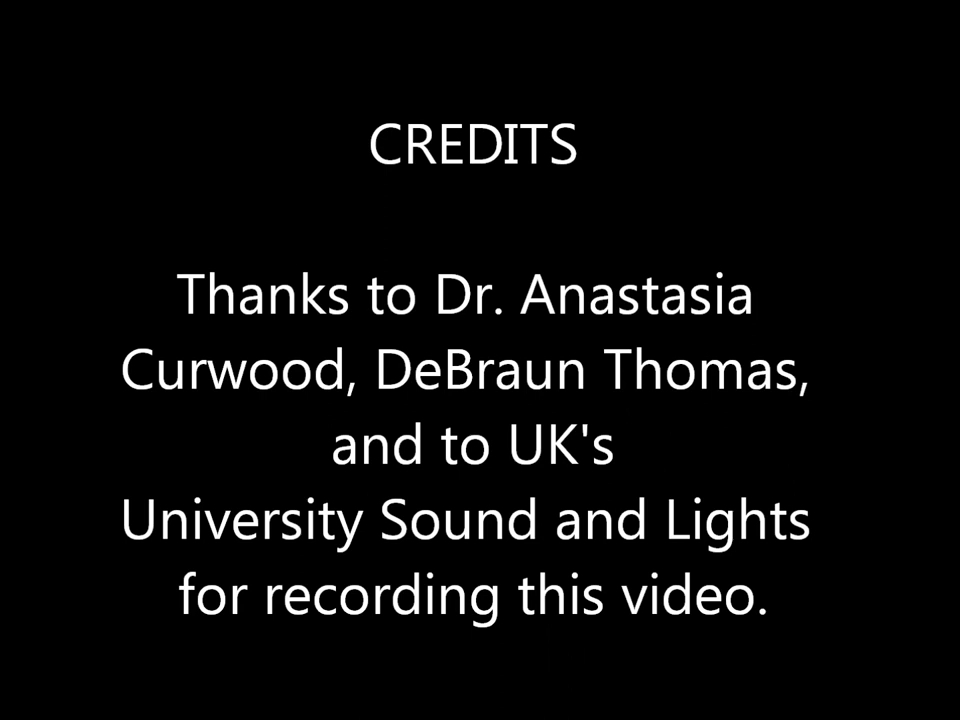 CREDITS
Thanks to Dr. Anastasia
Curwood, DeBraun Thomas,
and to UK's
University Sound and Lights
for recording this video.